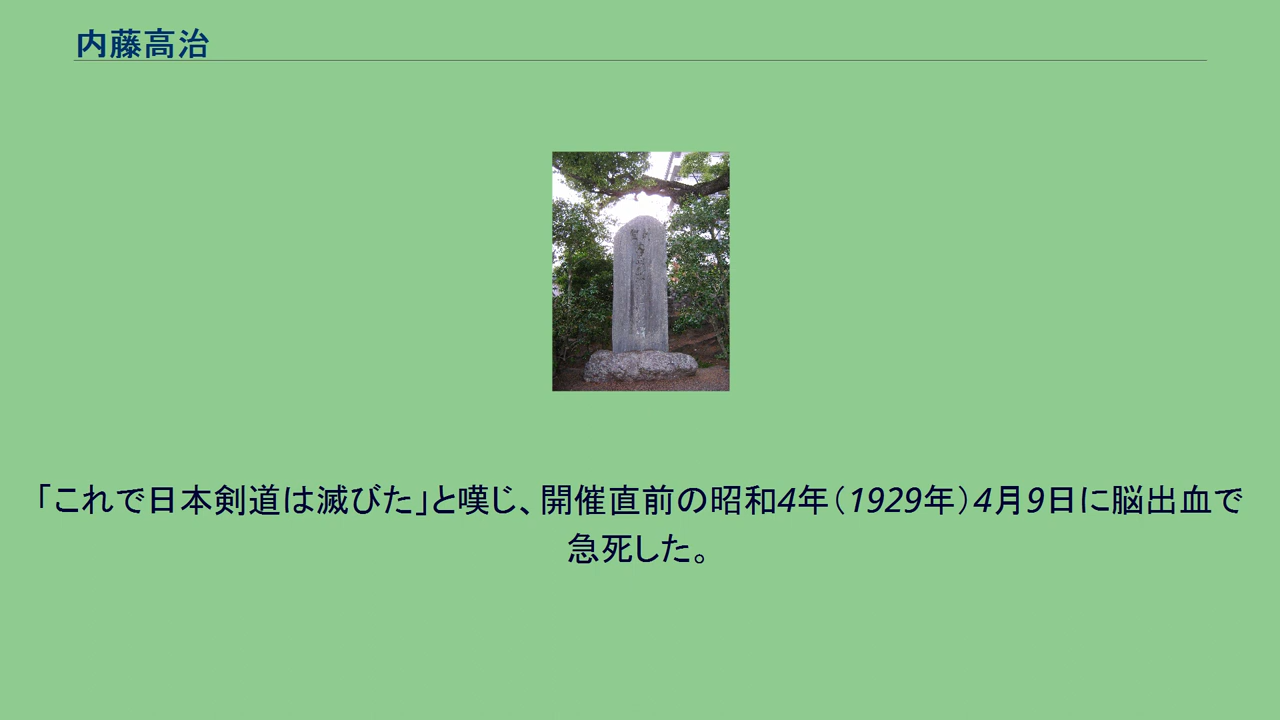 内藤高治
「これで日本剣道は滅びた」と嘆じ、開催直前の昭和4年（1929年）4月9日に脳出血で
急死した。